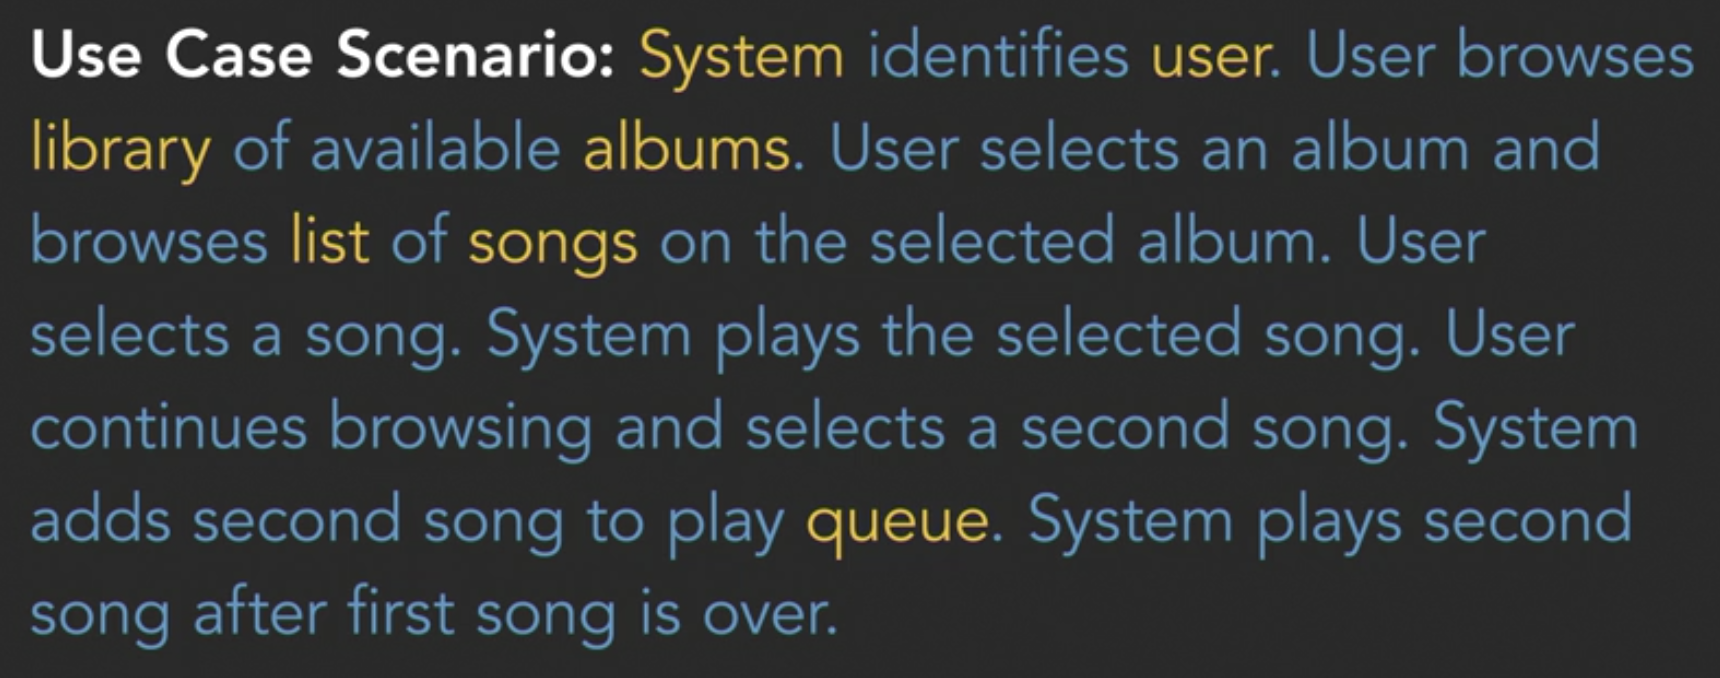 Use Case Scenario: System identifies user. User browses
library of available albums. User selects an album and
browses list of songs on the selected album. User
selects a song. System plays the selected song. User
continues browsing and selects a second song. System
adds second song to play queue. System plays second
song after first song is over.